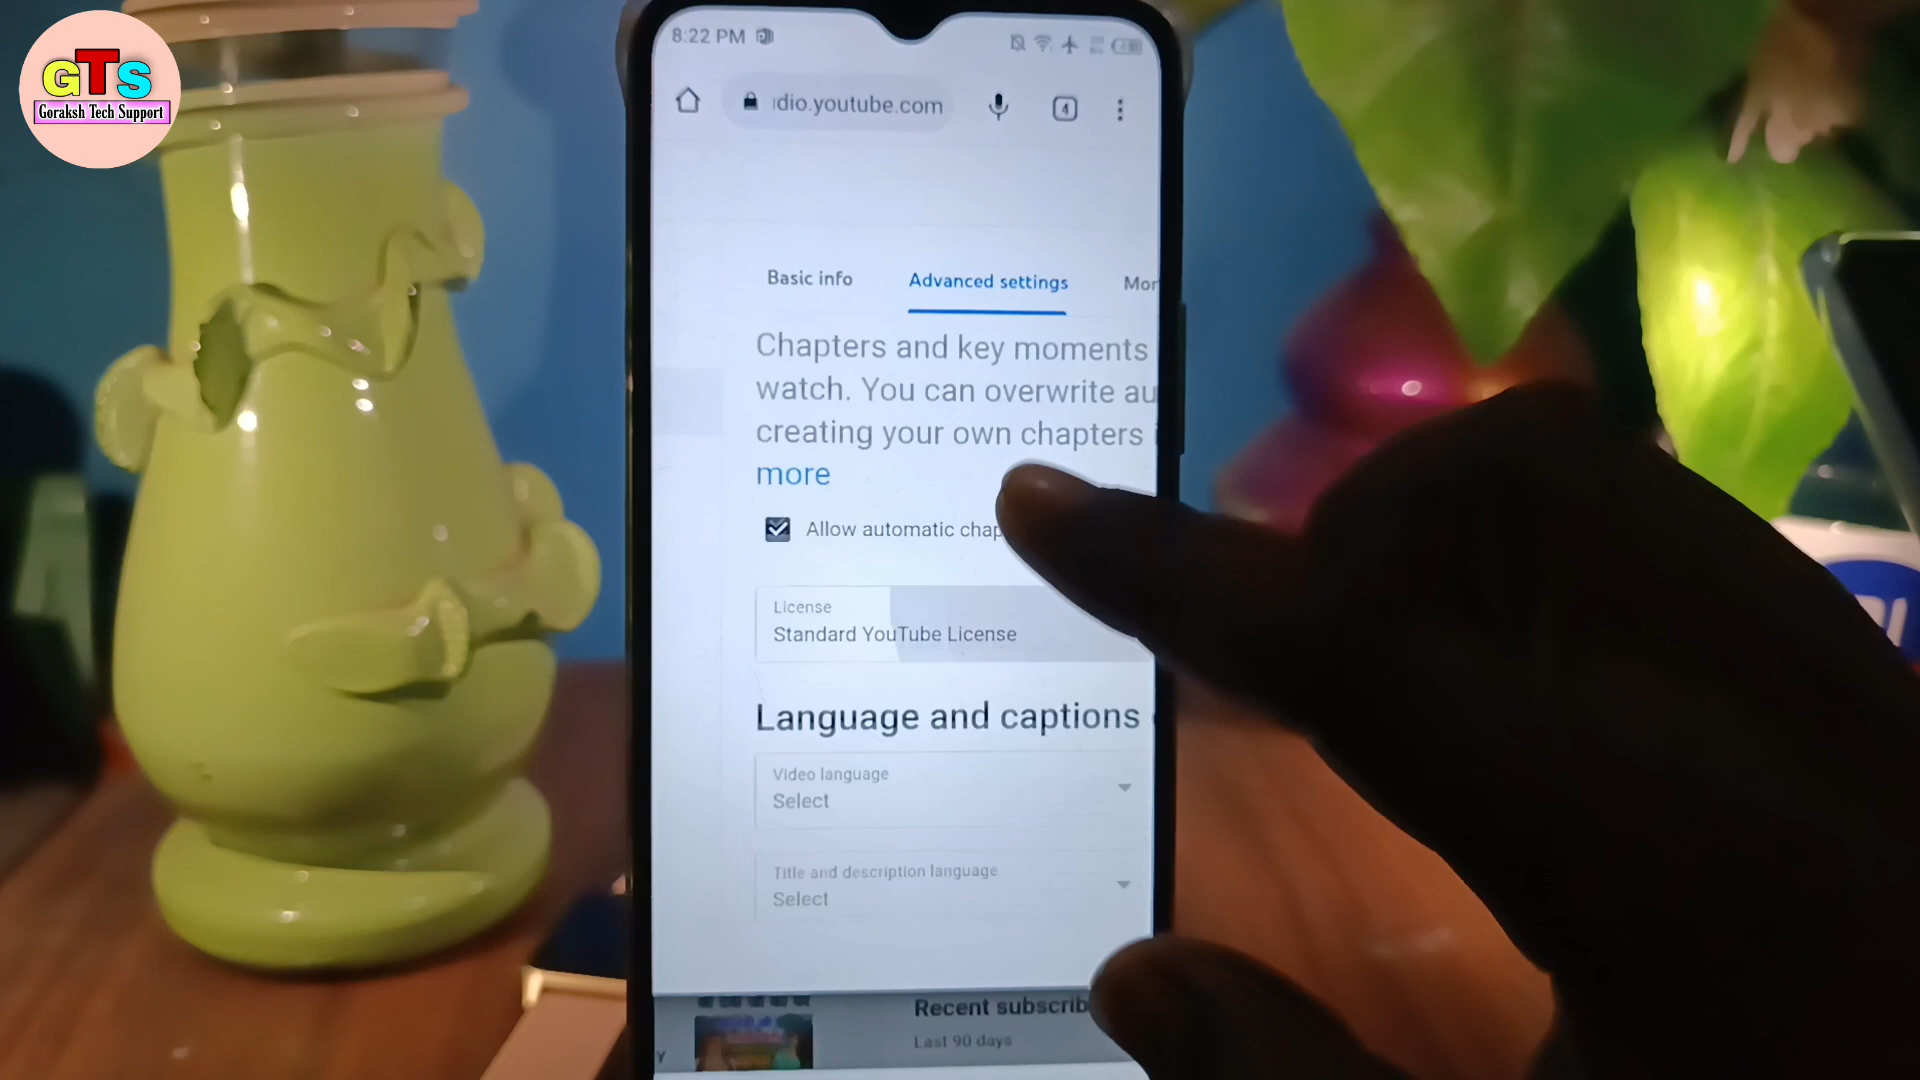 GTS
Goraksh Tech Support
8:22 PM
dio.youtube.com
4
Basic info
Advanced settings
Mor
Chapters and key moments
watch. You can overwrite au
creating your own chapters
more
Allow automatic chap
License
Standard YouTube License
Language and captions
Video language
Select
Title and description language
Select
Recent subscrib
Last 90 days
Y